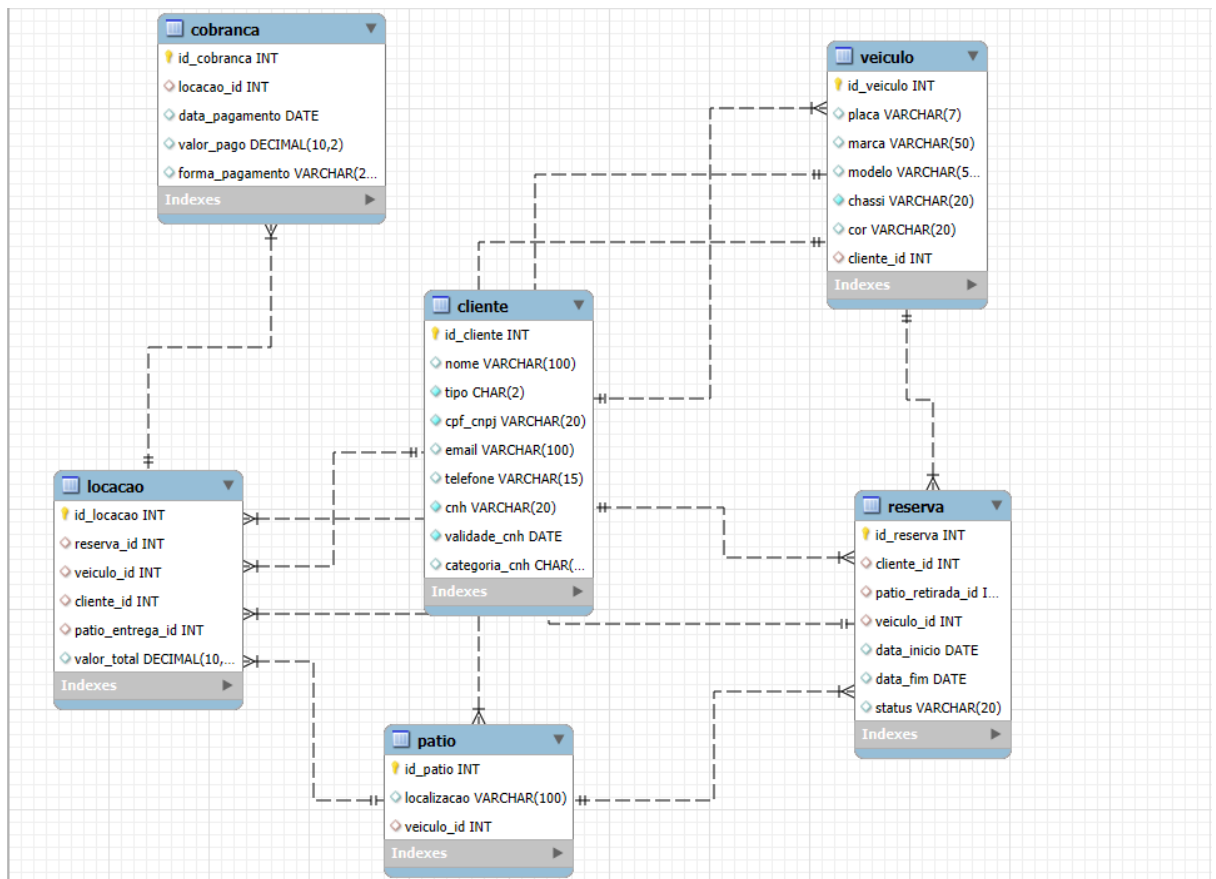 cobranca
id_cobranca INT
locacao_id INT
data_pagamento DATE
valor_pago DECIMAL(10,2)
forma_pagamento VARCHAR(2...
Indexes
veiculo
id_veiculo INT
placa VARCHAR(7)
marca VARCHAR(50)
modelo VARCHAR(5...
chassi VARCHAR(20)
cor VARCHAR(20)
cliente_id INT
Indexes
cliente
id_cliente INT
nome VARCHAR(100)
tipo CHAR(2)
cpf_cnpj VARCHAR(20)
email VARCHAR(100)
telefone VARCHAR(15)
cnh VARCHAR(20)
validade_cnh DATE
categoria_cnh CHAR(...
Indexes
locacao
id_locacao INT
reserva_id INT
veiculo_id INT
cliente_id INT
patio_entrega_id INT
valor_total DECIMAL(10,...
Indexes
reserva
id_reserva INT
cliente_id INT
patio_retirada_id I...
veiculo_id INT
data_inicio DATE
data_fim DATE
status VARCHAR(20)
Indexes
patio
id_patio INT
localizacao VARCHAR(100)
veiculo_id INT
Indexes